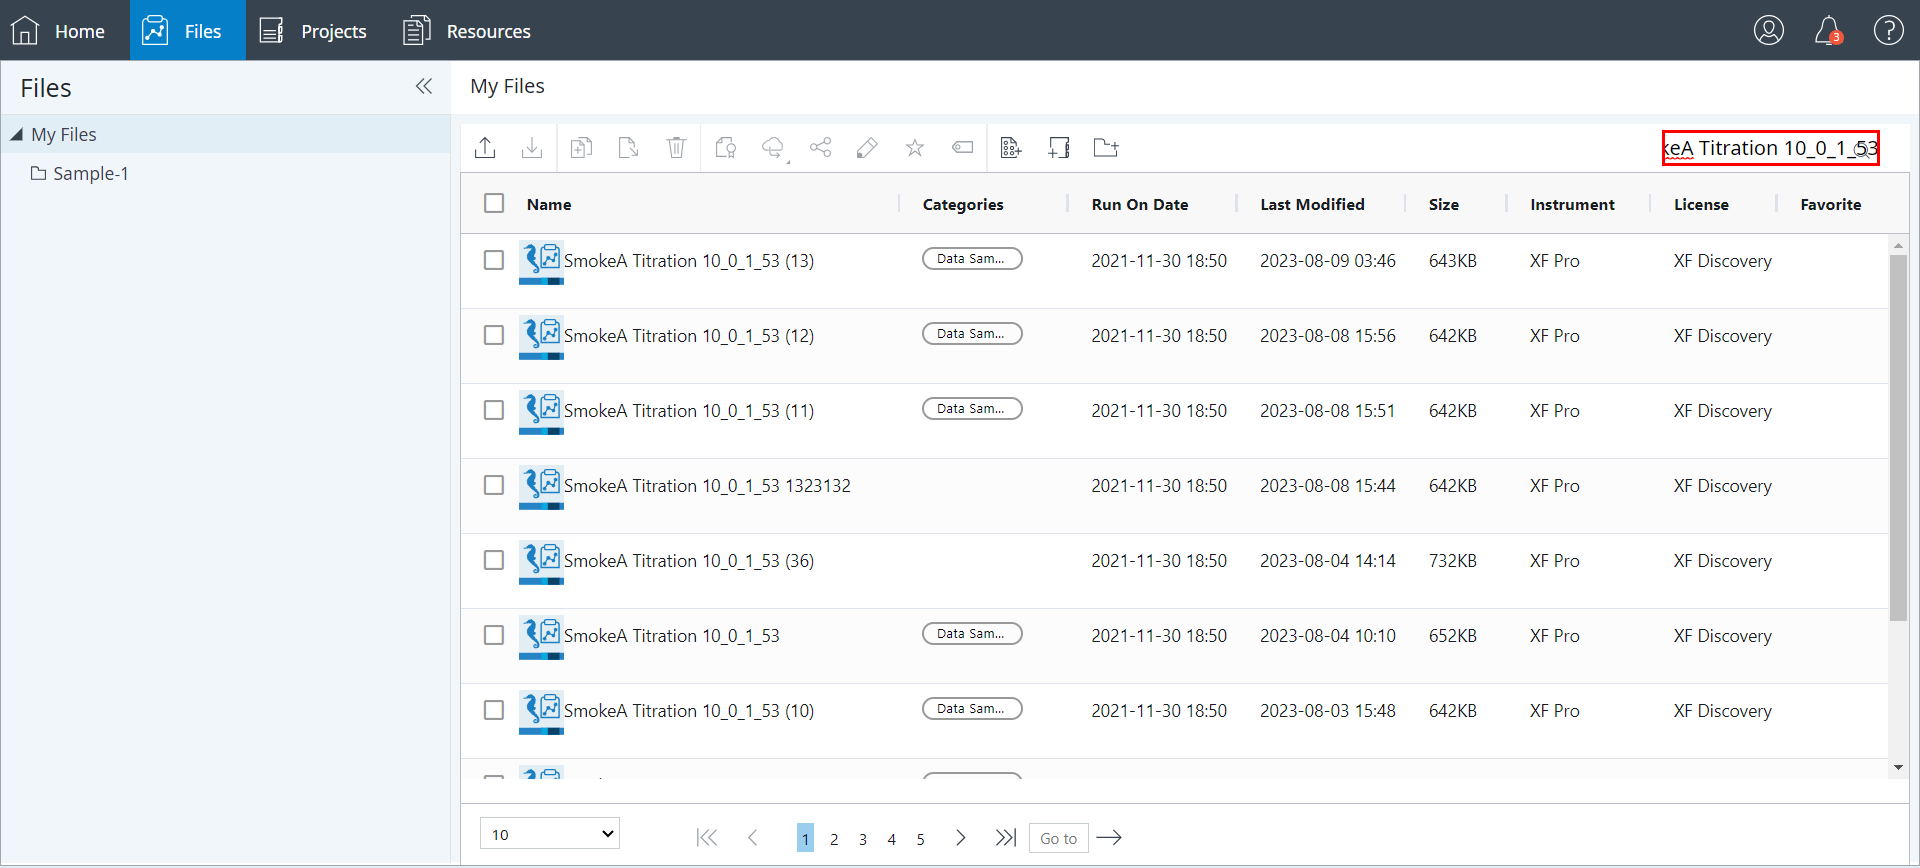 Home Files Projects Resources 3
Files
My Files
My Files
Sample-1
keA Titration 10_0_1_53
Name Categories Run On Date Last Modified Size Instrument License Favorite
SmokeA Titration 10_0_1_53 (13) Data Sam... 2021-11-30 18:50 2023-08-09 03:46 643KB XF Pro XF Discovery
SmokeA Titration 10_0_1_53 (12) Data Sam... 2021-11-30 18:50 2023-08-08 15:56 642KB XF Pro XF Discovery
SmokeA Titration 10_0_1_53 (11) Data Sam... 2021-11-30 18:50 2023-08-08 15:51 642KB XF Pro XF Discovery
SmokeA Titration 10_0_1_53 1323132 2021-11-30 18:50 2023-08-08 15:44 642KB XF Pro XF Discovery
SmokeA Titration 10_0_1_53 (36) 2021-11-30 18:50 2023-08-04 14:14 732KB XF Pro XF Discovery
SmokeA Titration 10_0_1_53 Data Sam... 2021-11-30 18:50 2023-08-04 10:10 652KB XF Pro XF Discovery
SmokeA Titration 10_0_1_53 (10) Data Sam... 2021-11-30 18:50 2023-08-03 15:48 642KB XF Pro XF Discovery
10 1 2 3 4 5 Go to